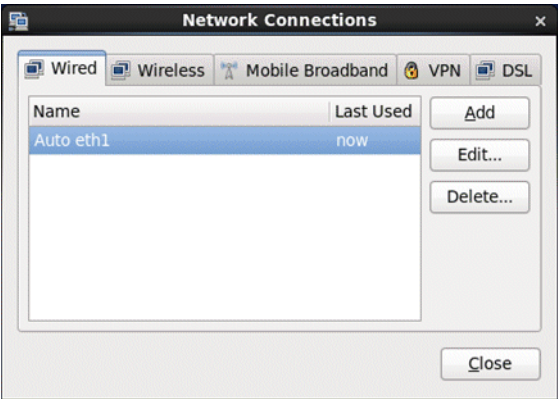 Network Connections
Wired Wireless Mobile Broadband VPN DSL
Name Last Used
Auto eth1 now
Add
Edit...
Delete...
Close